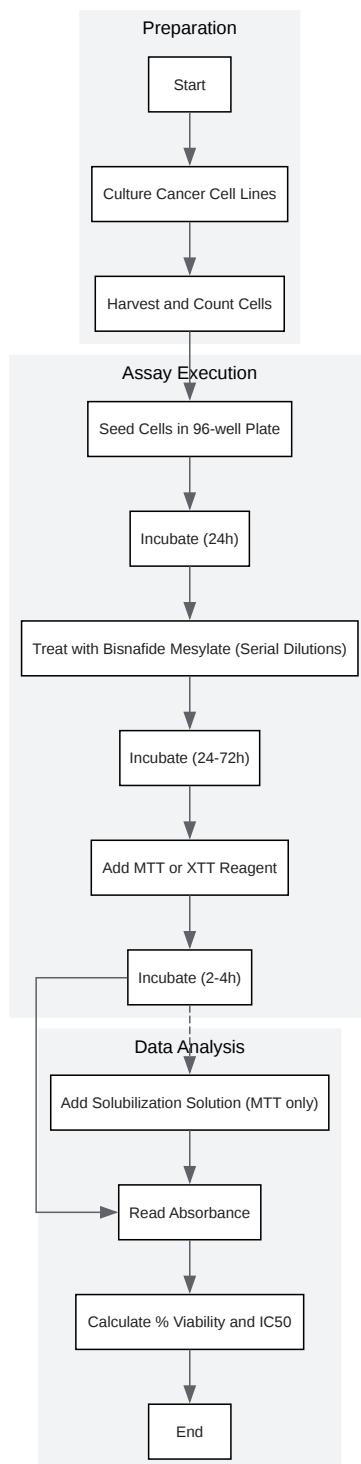 Preparation
Start
Culture Cancer Cell Lines
Harvest and Count Cells
Assay Execution
Seed Cells in 96-well Plate
Incubate (24h)
Treat with Bisnafide Mesylate (Serial Dilutions)
Incubate (24-72h)
Add MTT or XTT Reagent
Incubate (2-4h)
Data Analysis
Add Solubilization Solution (MTT only)
Read Absorbance
Calculate % Viability and IC50
End